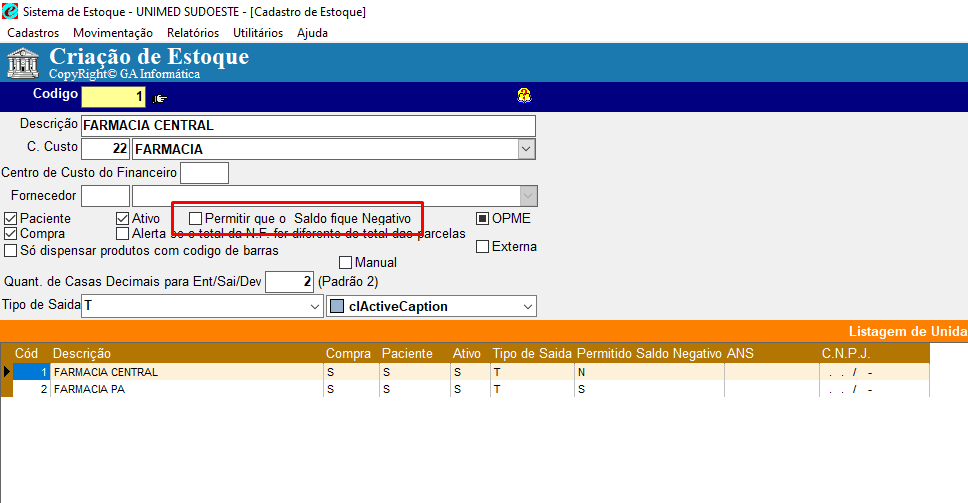 Sistema de Estoque - UNIMED SUDOESTE - [Cadastro de Estoque]
Cadastros Movimentação Relatórios Utilitários Ajuda
Criação de Estoque
CopyRight© GA Informática
Codigo 1
Descrição FARMACIA CENTRAL
C. Custo 22 FARMACIA
Centro de Custo do Financeiro
Fornecedor
Paciente Ativo Permitir que o Saldo fique Negativo OPME
Compra Alerta se o total da N.F. for diferente do total das parcelas
Externa
Só dispensar produtos com codigo de barras
Manual
Quant. de Casas Decimais para Ent/Sai/Dev 2 (Padrão 2)
Tipo de Saida T clActiveCaption
Listagem de Unida
Cód Descrição Compra Paciente Ativo Tipo de Saida Permitido Saldo Negativo ANS C.N.P.J.
1 FARMACIA CENTRAL S S S T N . . / -
2 FARMACIA PA S S S T S . . / -